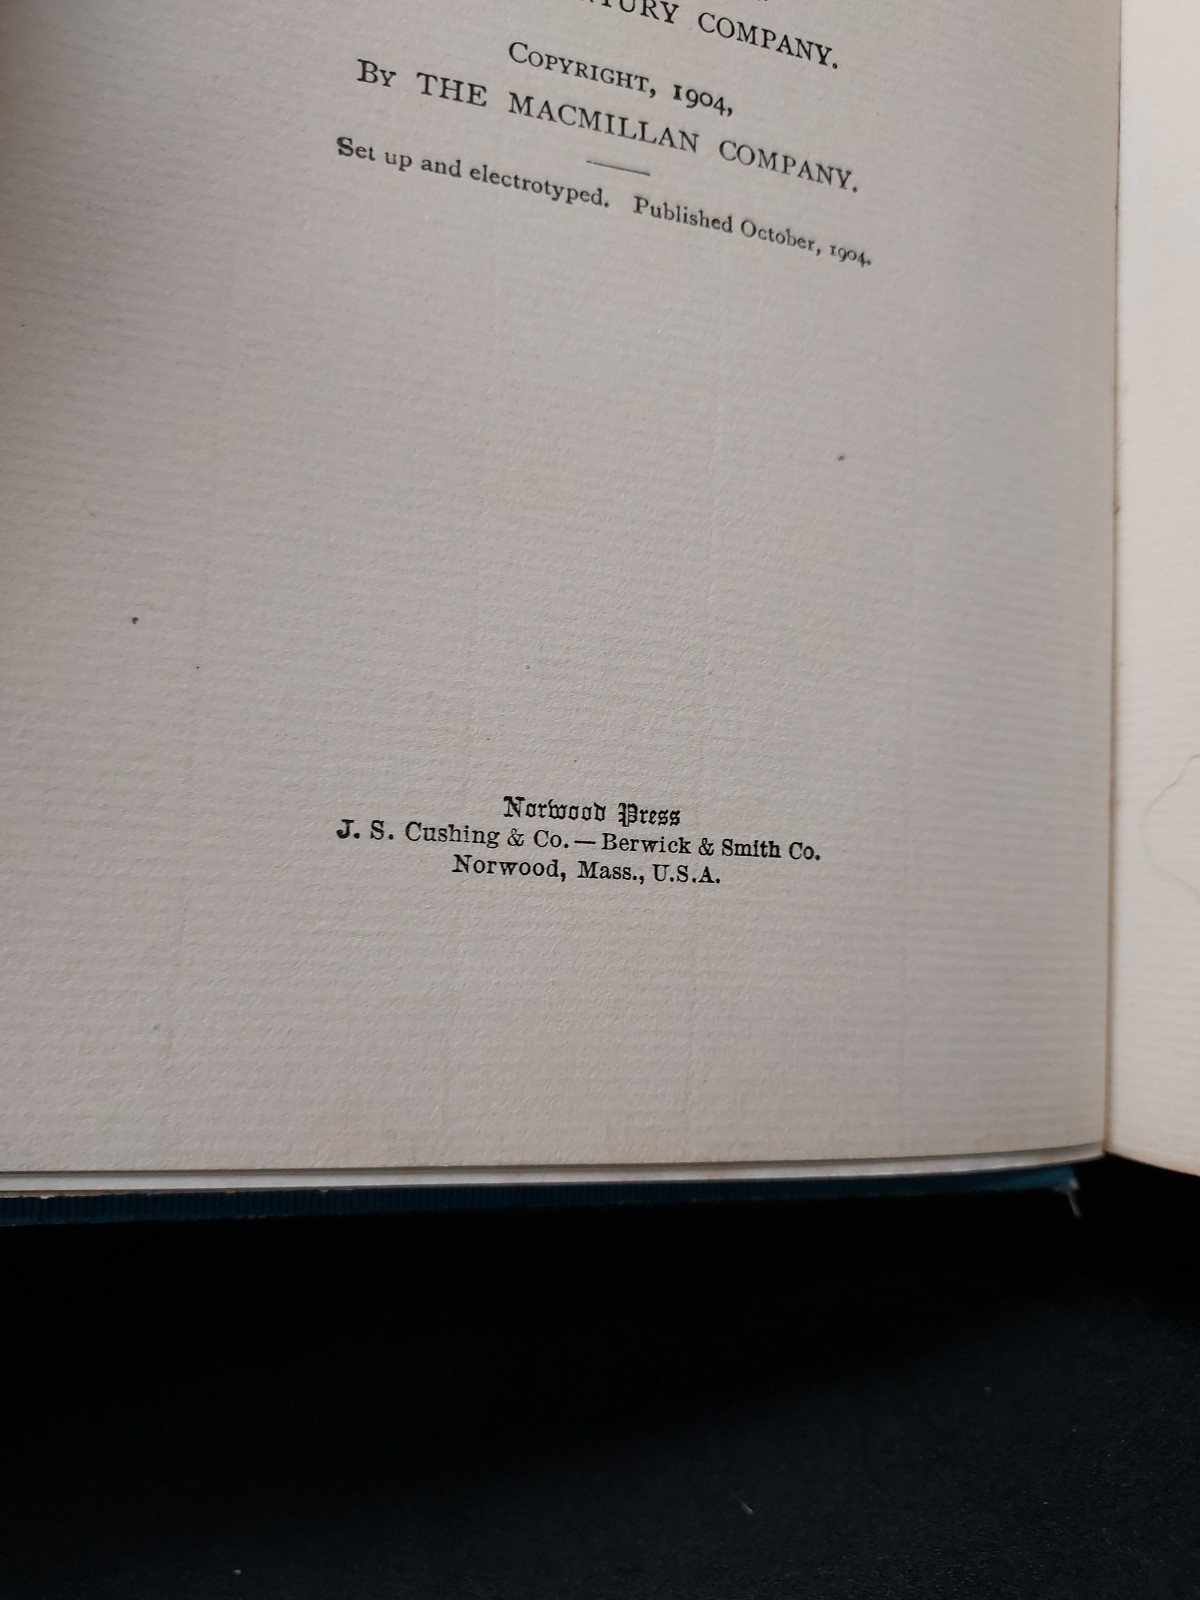 COMPANY.
Copyright, 1904,
By THE MACMILLAN COMPANY.
Set up and electrotyped. Published October, 1904.
Norwood Press
J. S. Cushing & Co.—Berwick & Smith Co.
Norwood, Mass., U.S.A.